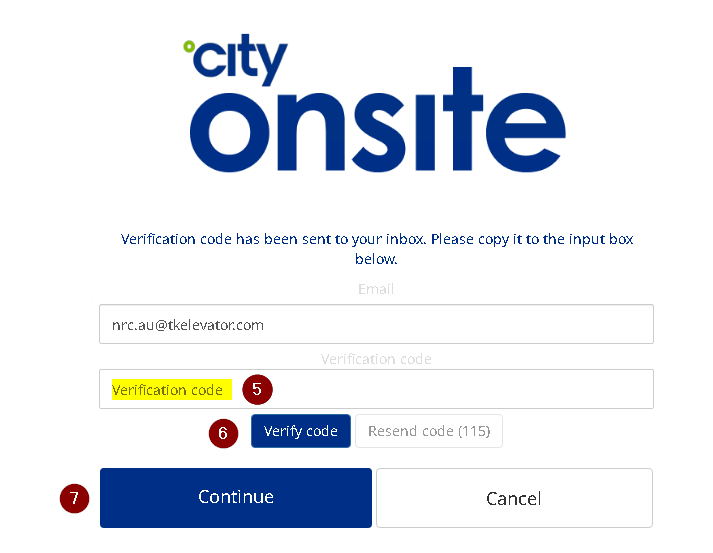 city
onsite
Verification code has been sent to your inbox. Please copy it to the input box
below.
Email
nrc.au@tkelevator.com
Verification code
Verification code 5
6 Verify code Resend code (115)
7 Continue Cancel